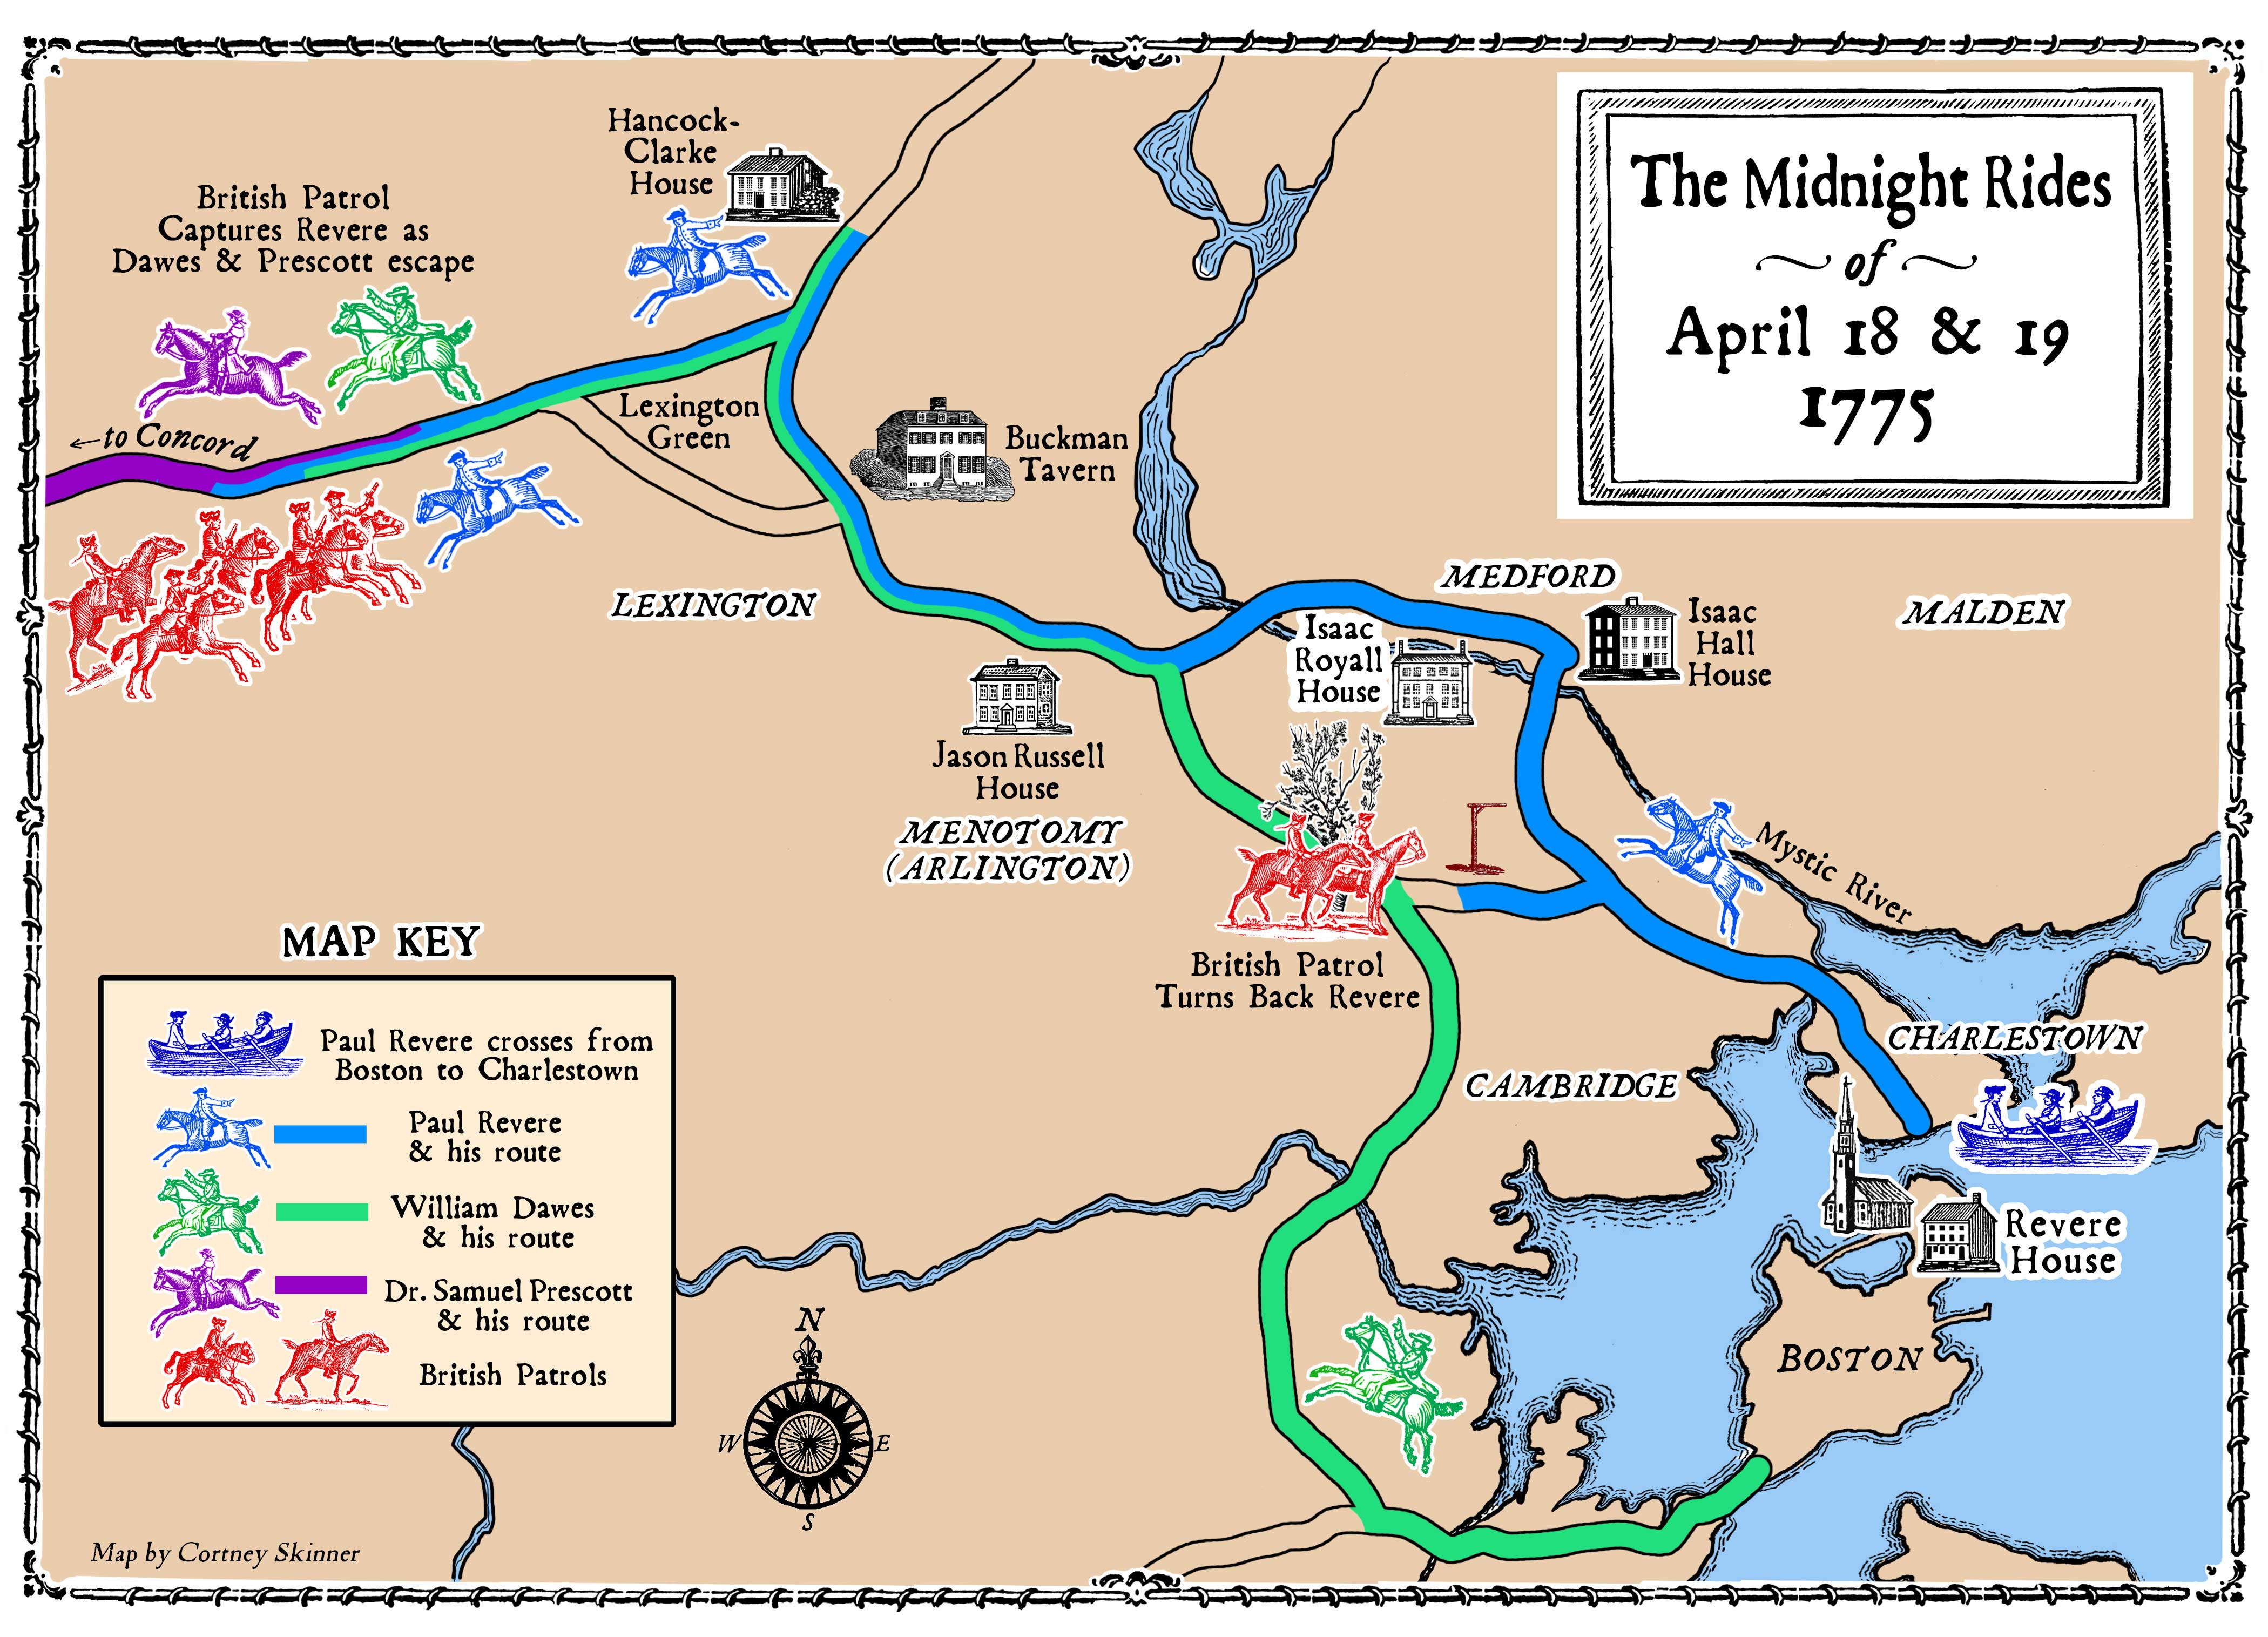 The Midnight Rides
of
April 18 & 19
1775
Hancock-
Clarke
House
British Patrol
Captures Revere as
Dawes & Prescott escape
←to Concord
Lexington
Green
Buckman
Tavern
LEXINGTON
MEDFORD
MALDEN
Isaac
Hall
House
Isaac
Royall
House
Jason Russell
House
MENOTOMY
(ARLINGTON)
Mystic River
British Patrol
Turns Back Revere
CHARLESTOWN
CAMBRIDGE
Revere
House
BOSTON
MAP KEY
Paul Revere crosses from
Boston to Charlestown
Paul Revere
& his route
William Dawes
& his route
Dr. Samuel Prescott
& his route
British Patrols
N
W
E
S
Map by Cortney Skinner